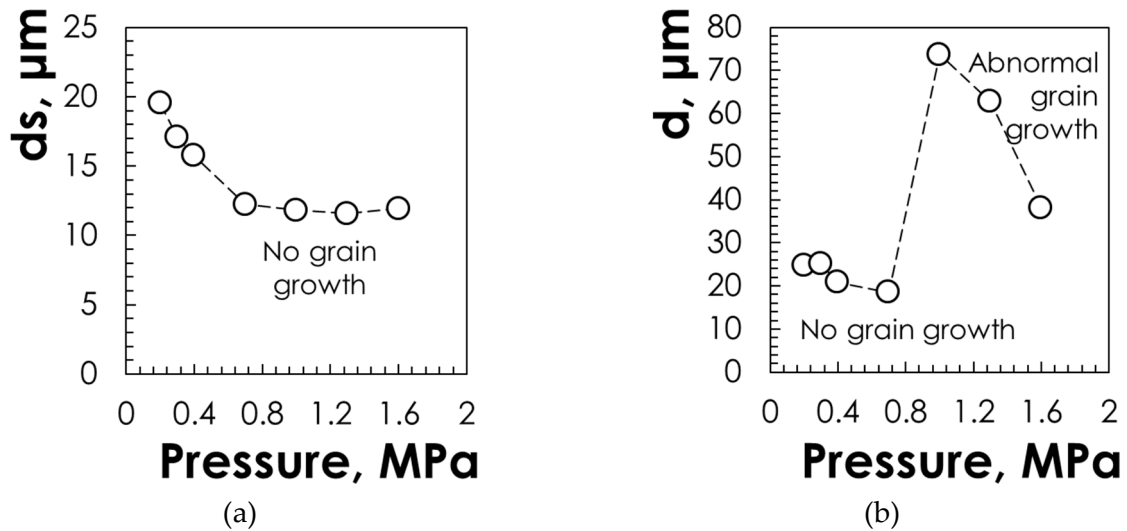 (a)
25
20
15
10
5
0
ds, μm
No grain
growth
0 0.4 0.8 1.2 1.6 2
Pressure, MPa
(b)
80
70
60
50
40
30
20
10
0
d, μm
Abnormal
grain
growth
No grain growth
0 0.4 0.8 1.2 1.6 2
Pressure, MPa
(a)
(b)